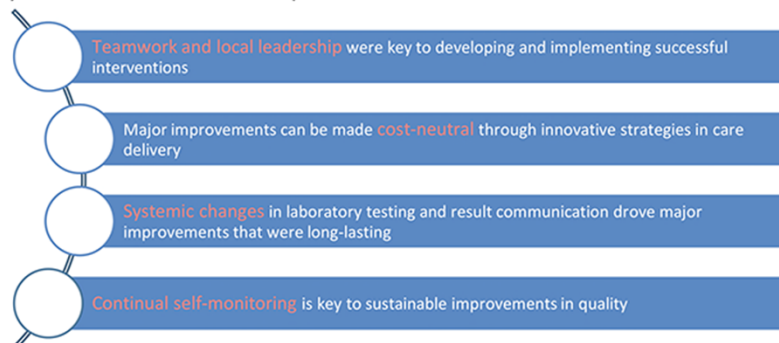 Teamwork and local leadership were key to developing and implementing successful
interventions
Major improvements can be made cost-neutral through innovative strategies in care
delivery
Systemic changes in laboratory testing and result communication drove major
improvements that were long-lasting
Continual self-monitoring is key to sustainable improvements in quality